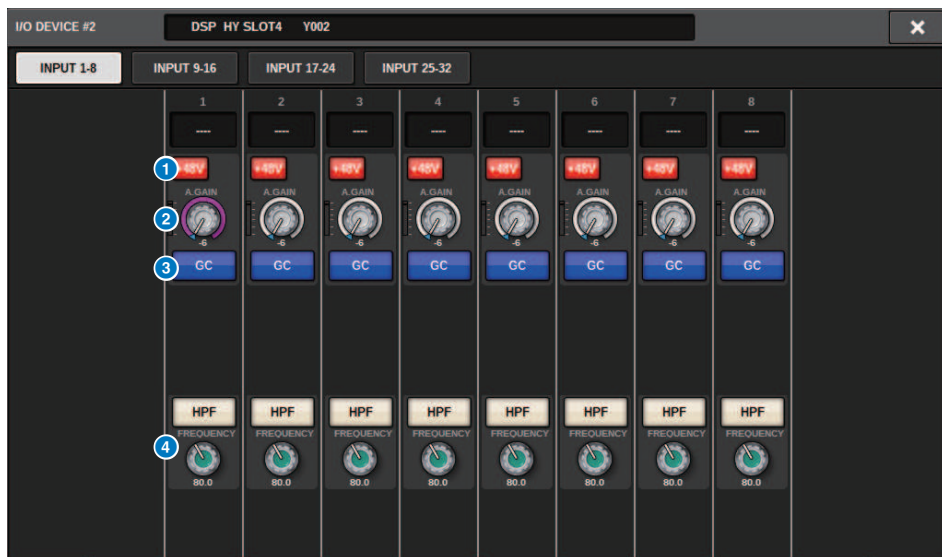 I/O DEVICE #2 DSP HY SLOT4 Y002
INPUT 1-8 INPUT 9-16 INPUT 17-24 INPUT 25-32
1 2 3 4 5 6 7 8
---- ---- ---- ---- ---- ---- ---- ----
1 +48V +48V +48V +48V +48V +48V +48V +48V
A.GAIN A.GAIN A.GAIN A.GAIN A.GAIN A.GAIN A.GAIN A.GAIN
2
-6 -6 -6 -6 -6 -6 -6 -6
3 GC GC GC GC GC GC GC GC
HPF HPF HPF HPF HPF HPF HPF HPF
FREQUENCY FREQUENCY FREQUENCY FREQUENCY FREQUENCY FREQUENCY FREQUENCY FREQUENCY
4
80.0 80.0 80.0 80.0 80.0 80.0 80.0 80.0